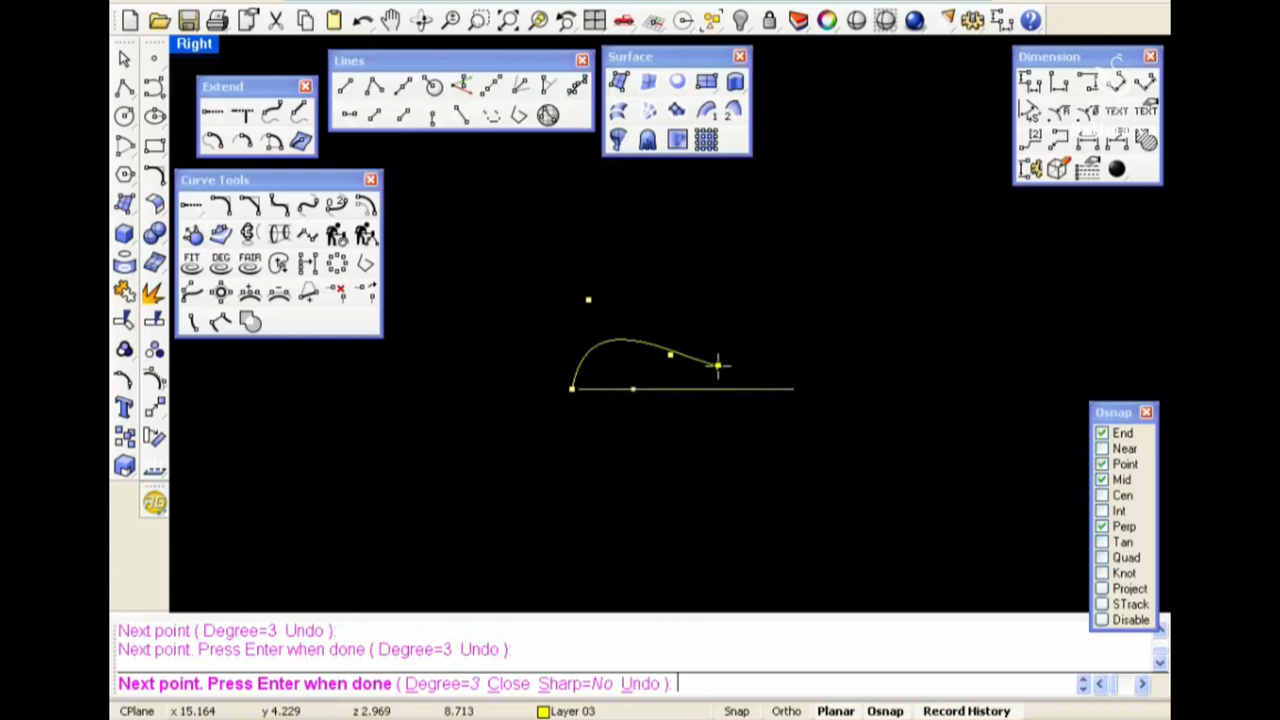 Right
Extend
Lines
Surface
Dimension
Curve Tools
1 2
TEXT TEXT
[2]
FIT DEG FAIR
Osnap
End
Near
Point
Mid
Cen
Int
Perp
Tan
Quad
Knot
Project
STrack
Disable
Next point ( Degree=3 Undo ):
Next point. Press Enter when done ( Degree=3 Undo ):
Next point. Press Enter when done ( Degree=3 Close Sharp=No Undo ):
CPlane x 15.164 y 4.229 z 2.969 8.713 Layer 03 Snap Ortho Planar Osnap Record History